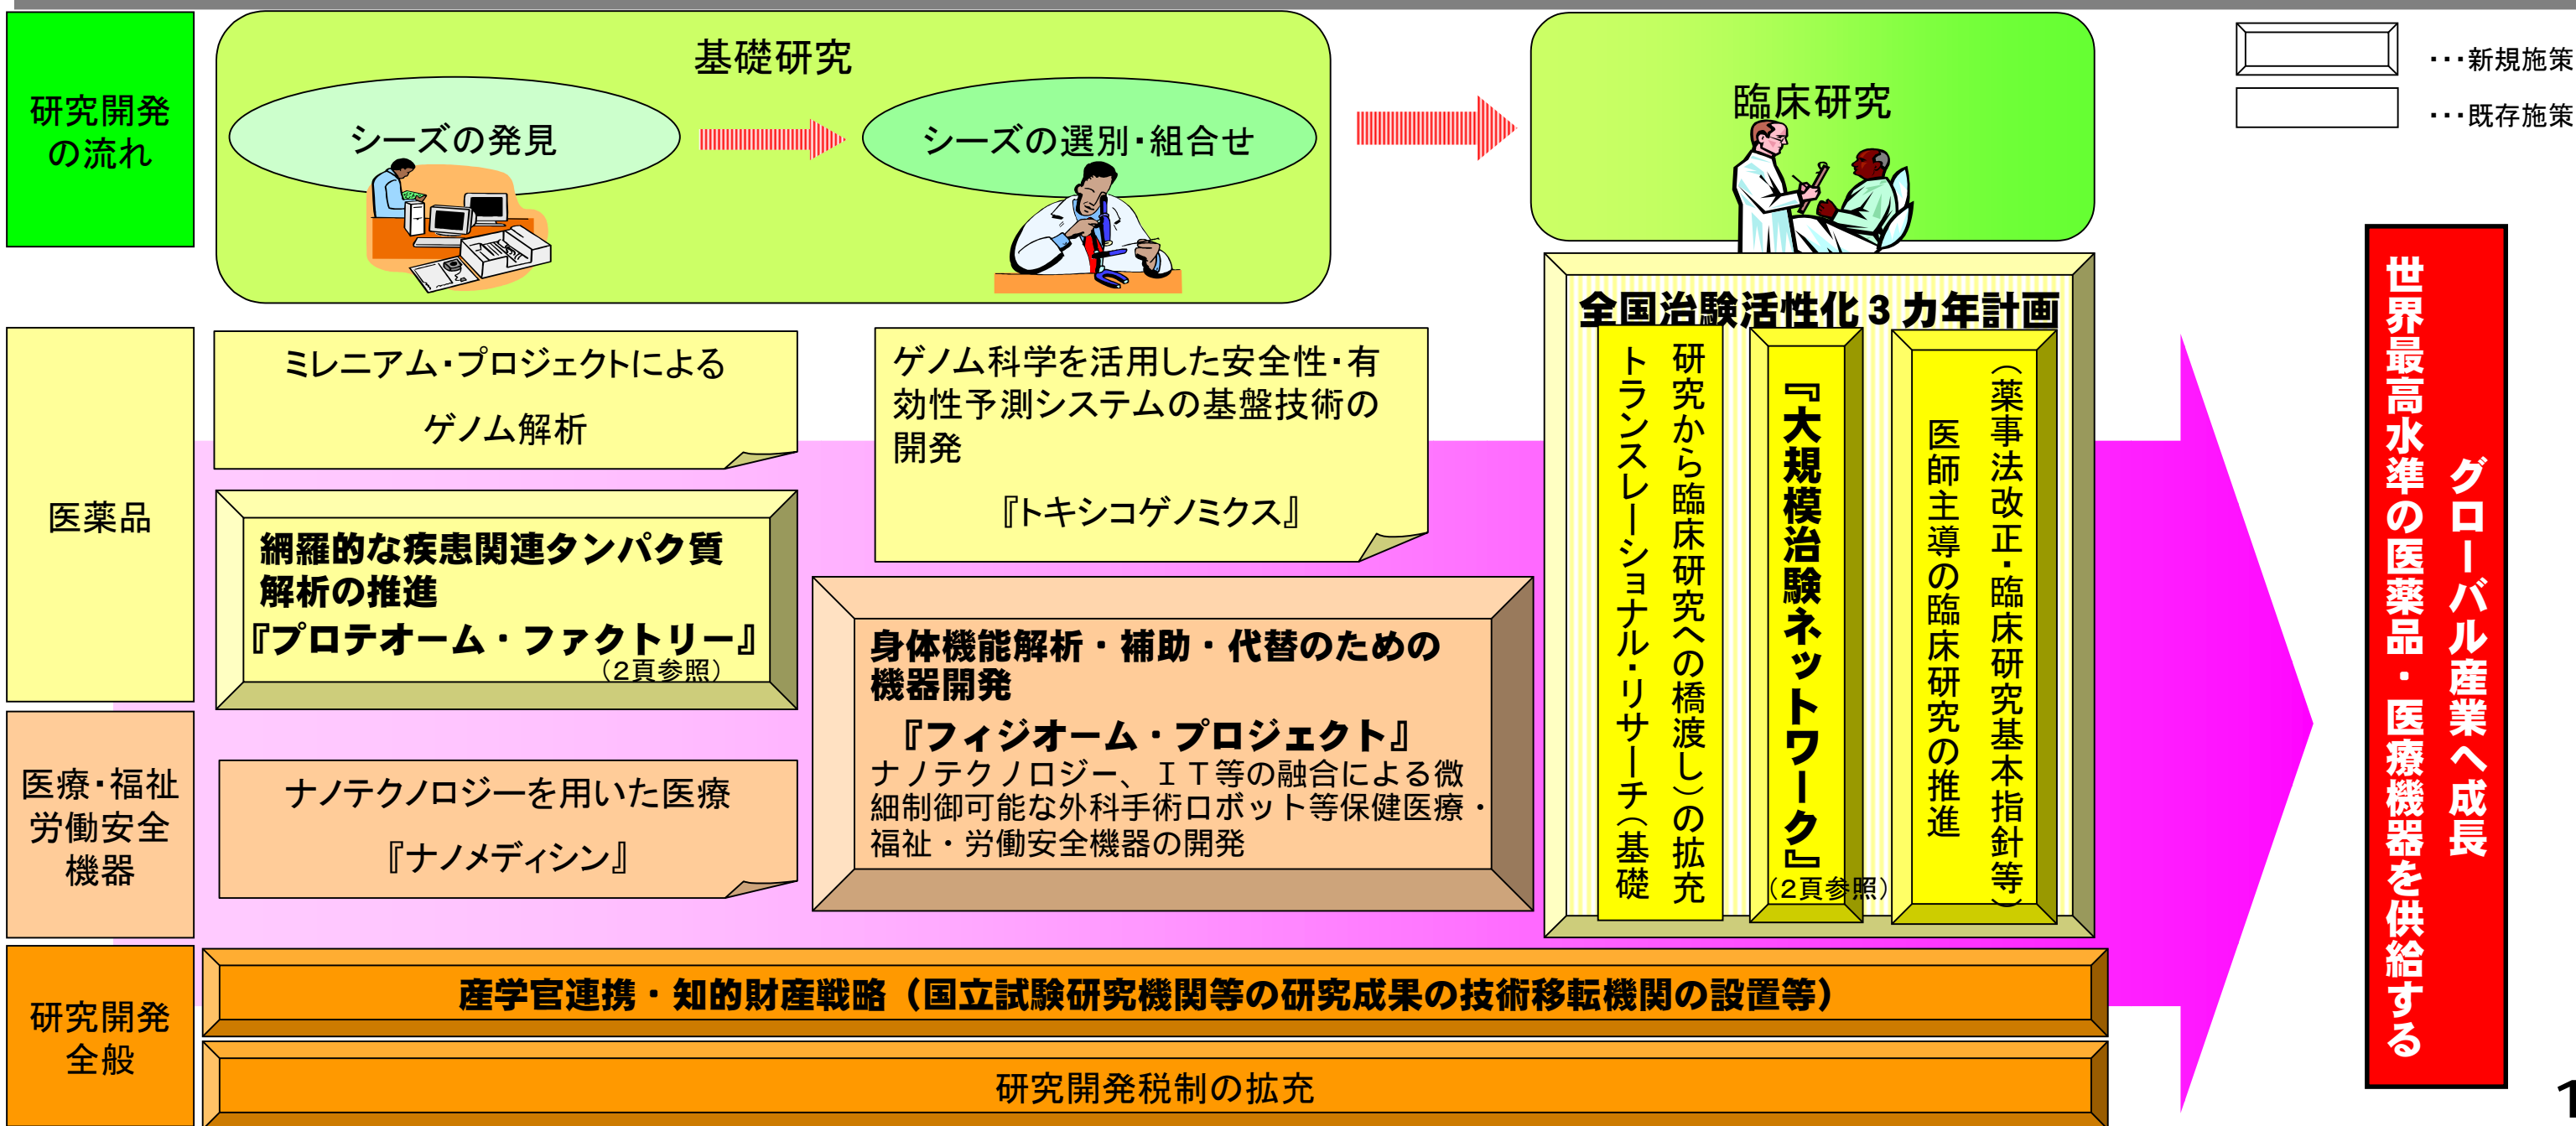 研究開発
の流れ
基礎研究
シーズの発見
シーズの選別・組合せ
臨床研究
・・・新規施策
・・・既存施策
医薬品
ミレニアム・プロジェクトによる
ゲノム解析
網羅的な疾患関連タンパク質
解析の推進
『プロテオーム・ファクトリー』
（2頁参照）
ゲノム科学を活用した安全性・有
効性予測システムの基盤技術の
開発
『トキシコゲノミクス』
医療・福祉
労働安全
機器
ナノテクノロジーを用いた医療
『ナノメディシン』
身体機能解析・補助・代替のための
機器開発
『フィジオーム・プロジェクト』
ナノテクノロジー、ＩＴ等の融合による微
細制御可能な外科手術ロボット等保健医療・
福祉・労働安全機器の開発
全国治験活性化３カ年計画
トランスレーショナル・リサーチ（基礎
研究から臨床研究への橋渡し）の拡充
『大規模治験ネットワーク』
（2頁参照）
医師主導の臨床研究の推進
（薬事法改正・臨床研究基本指針等）
研究開発
全般
産学官連携・知的財産戦略（国立試験研究機関等の研究成果の技術移転機関の設置等）
研究開発税制の拡充
世界最高水準の医薬品・医療機器を供給する
グローバル産業へ成長
1